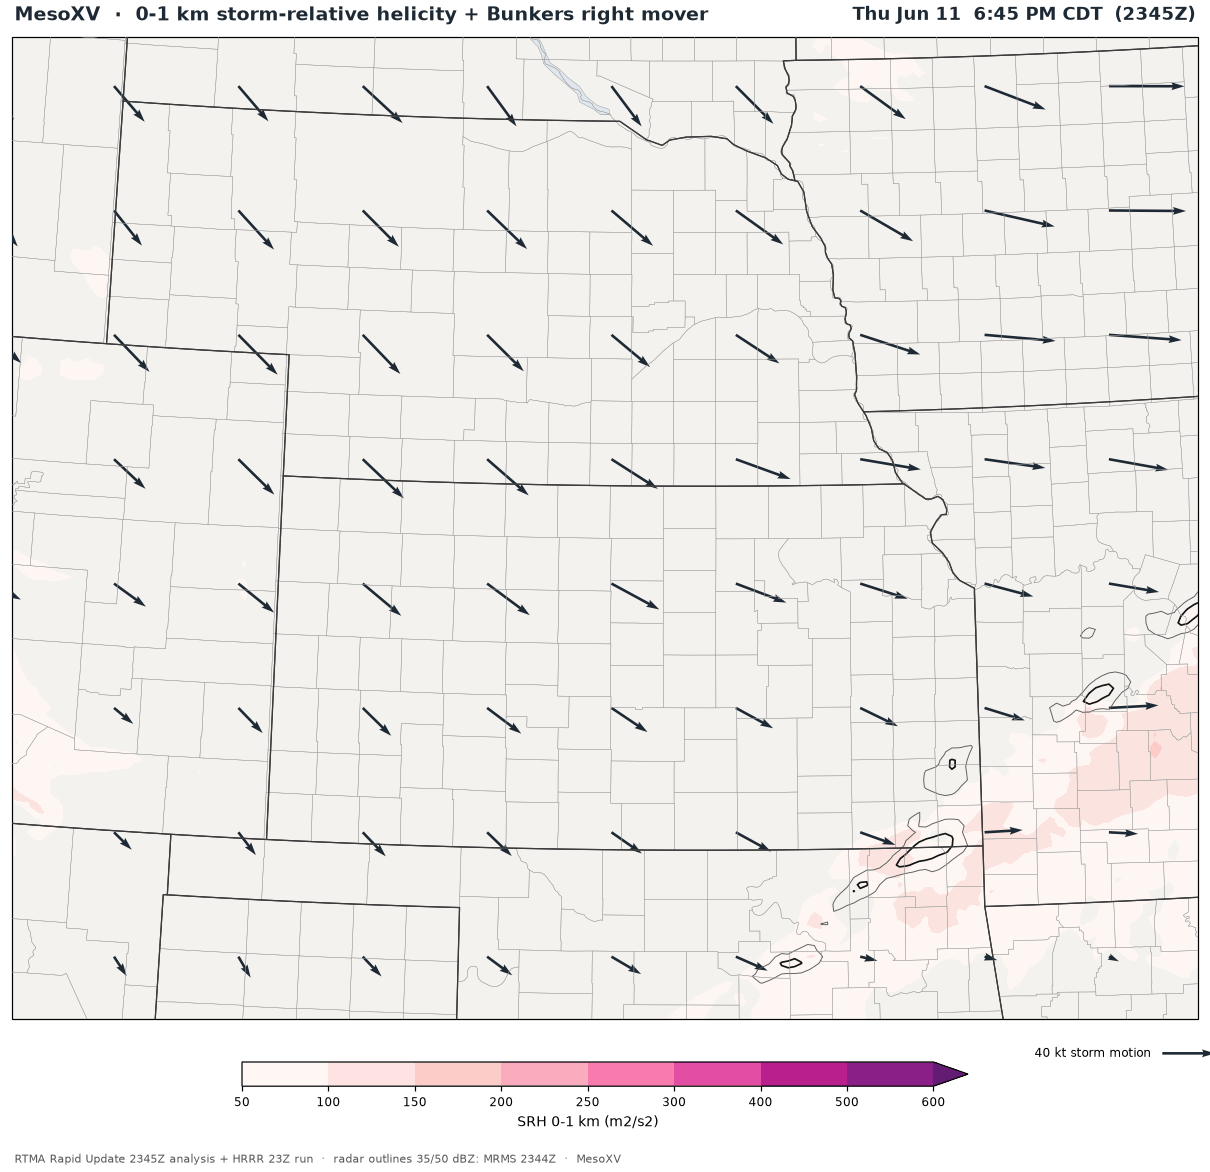 MesoXV · 0-1 km storm-relative helicity + Bunkers right mover
Thu Jun 11 6:45 PM CDT (2345Z)
40 kt storm motion
50 100 150 200 250 300 400 500 600
SRH 0-1 km (m2/s2)
RTMA Rapid Update 2345Z analysis + HRRR 23Z run · radar outlines 35/50 dBZ: MRMS 2344Z · MesoXV